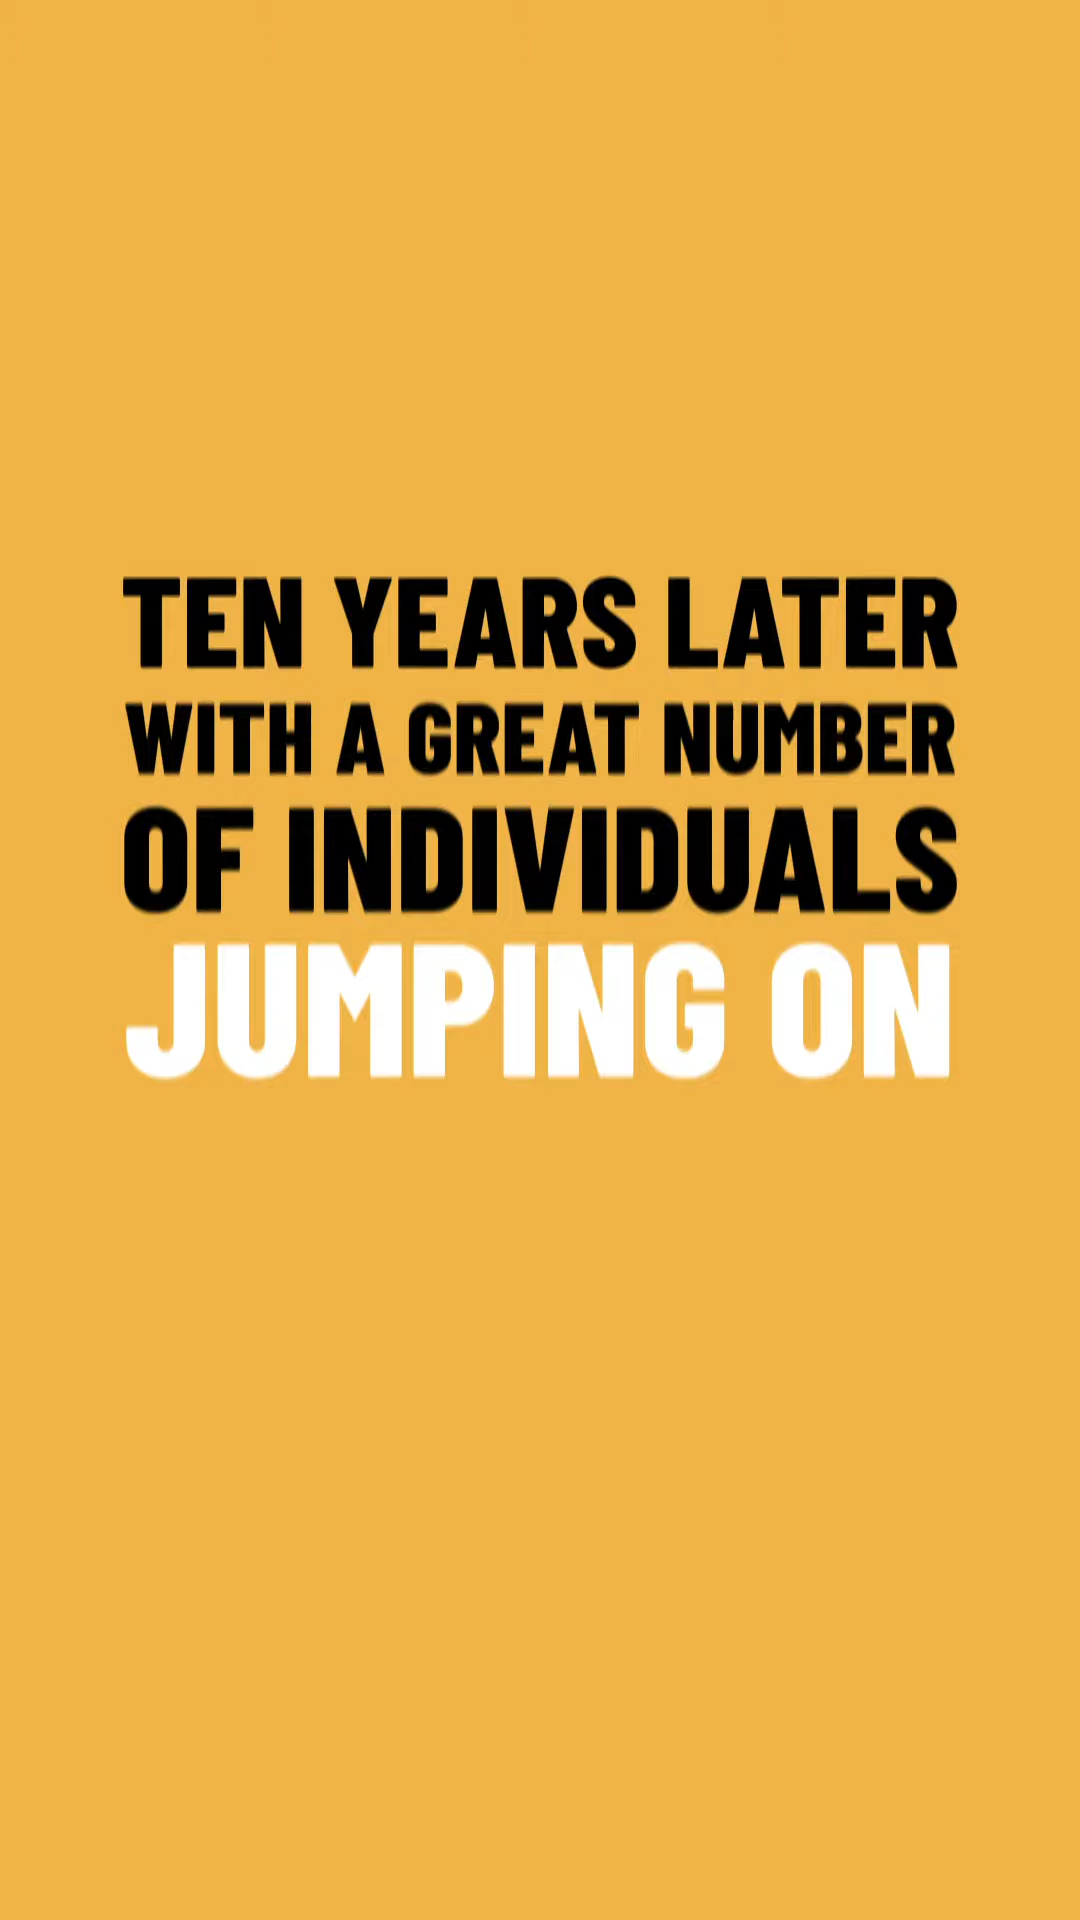 TEN YEARS LATER
WITH A GREAT NUMBER
OF INDIVIDUALS
JUMPING ON